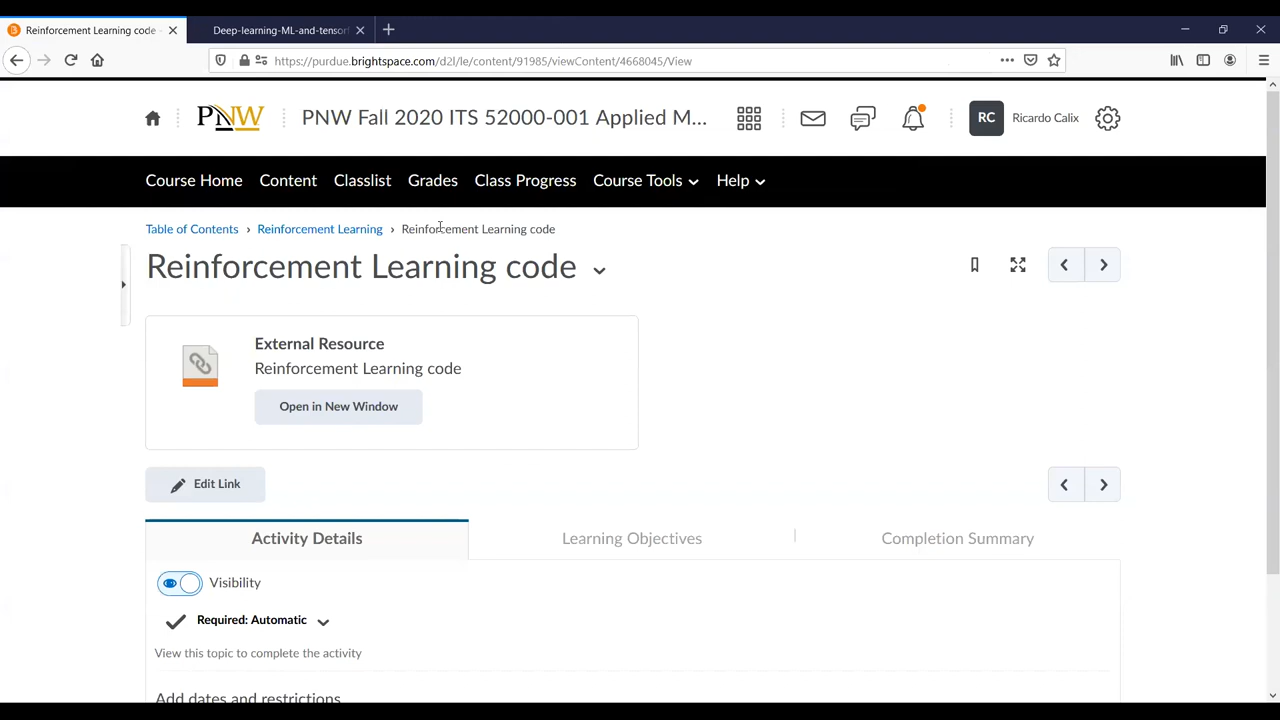 Reinforcement Learning code
Deep-learning-ML-and-tensorf
https://purdue.brightspace.com/d2l/le/content/91985/viewContent/4668045/View
PNW
PNW Fall 2020 ITS 52000-001 Applied M...
RC
Ricardo Calix
Course Home
Content
Classlist
Grades
Class Progress
Course Tools
Help
Table of Contents › Reinforcement Learning › Reinforcement Learning code
Reinforcement Learning code
External Resource
Reinforcement Learning code
Open in New Window
Edit Link
Activity Details
Learning Objectives
Completion Summary
Visibility
Required: Automatic
View this topic to complete the activity
Add dates and restrictions